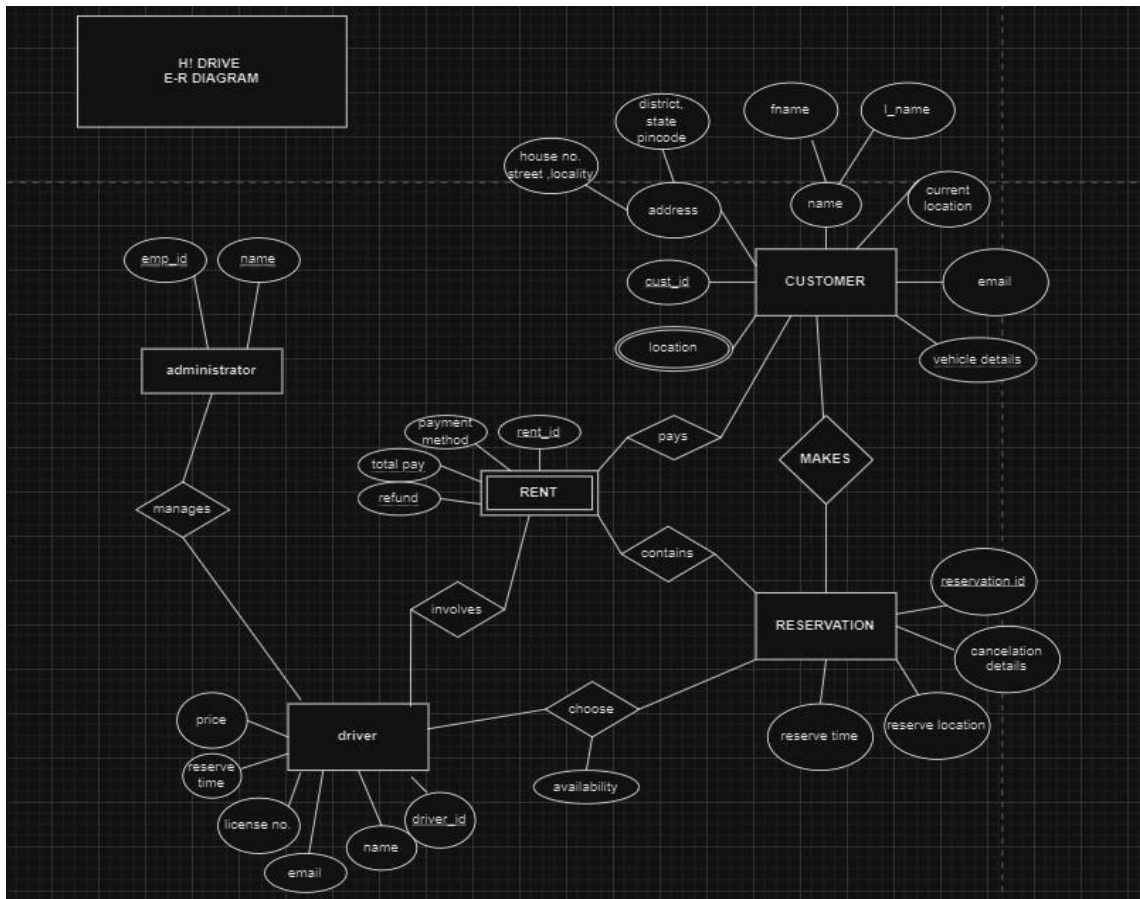 H! DRIVE
E-R DIAGRAM
district,
state
pincode
fname
l_name
house no.
street ,locality
address
name
current
location
emp_id
name
cust_id
CUSTOMER
email
location
vehicle details
administrator
payment
method
rent_id
pays
total pay
refund
RENT
MAKES
manages
contains
reservation id
involves
RESERVATION
cancelation
details
price
driver
choose
reserve time
reserve location
reserve
time
availability
license no.
driver_id
name
email